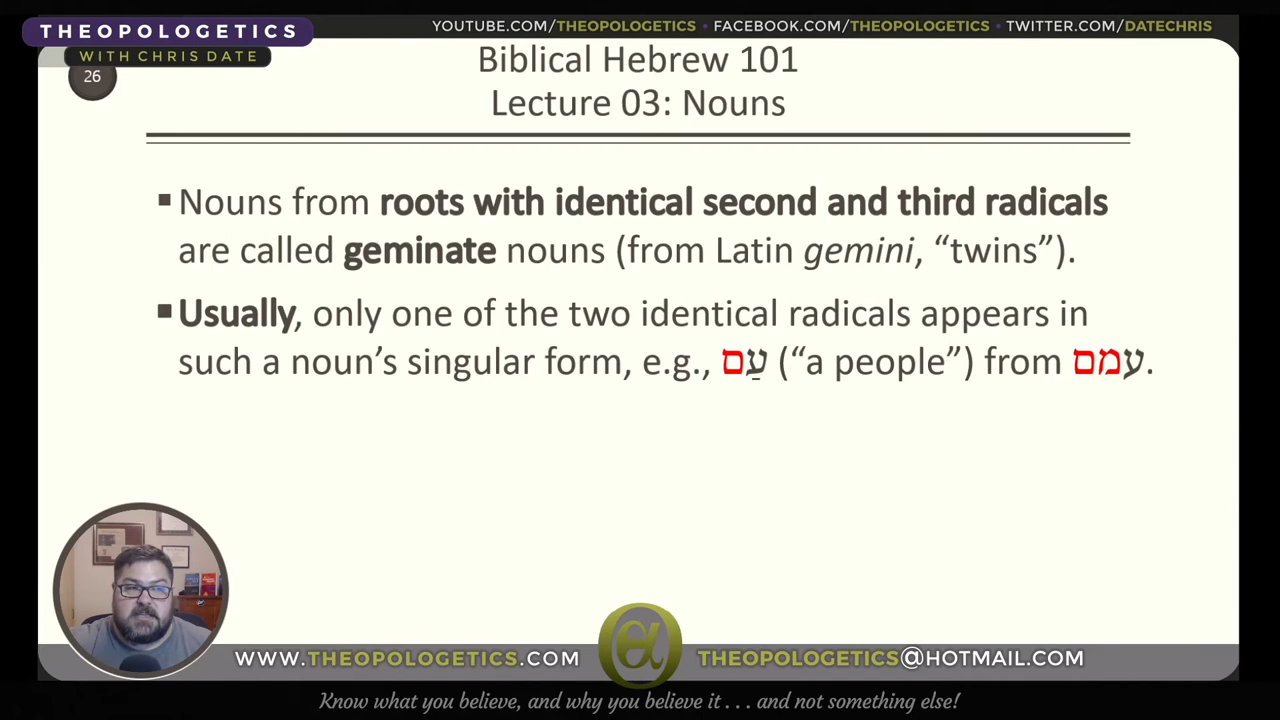 THEOPOLOGETICS
WITH CHRIS DATE
YOUTUBE.COM/THEOPOLOGETICS • FACEBOOK.COM/THEOPOLOGETICS • TWITTER.COM/DATECHRIS
26
Biblical Hebrew 101
Lecture 03: Nouns
▪ Nouns from roots with identical second and third radicals
are called geminate nouns (from Latin gemini, “twins”).
▪ Usually, only one of the two identical radicals appears in
such a noun’s singular form, e.g., עַם (“a people”) from עמם.
WWW.THEOPOLOGETICS.COM
THEOPOLOGETICS@HOTMAIL.COM
Know what you believe, and why you believe it . . . and not something else!